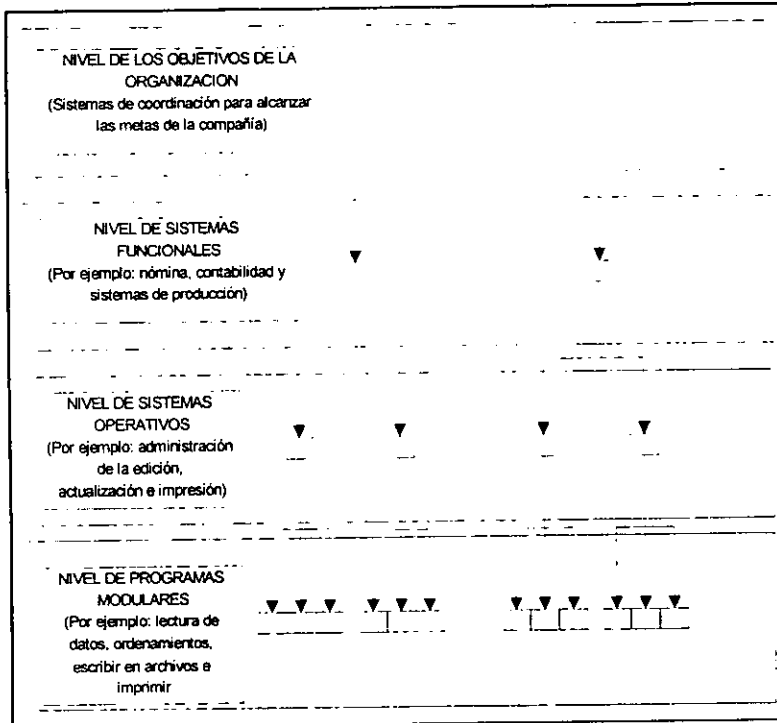 NIVEL DE LOS OBJETIVOS DE LA
ORGANIZACION
(Sistemas de coordinación para alcanzar
las metas de la compañía)
NIVEL DE SISTEMAS
FUNCIONALES
(Por ejemplo: nómina, contabilidad y
sistemas de producción)
NIVEL DE SISTEMAS
OPERATIVOS
(Por ejemplo: administración
de la edición,
actualización e impresión)
NIVEL DE PROGRAMAS
MODULARES
(Por ejemplo: lectura de
datos, ordenamientos,
escribir en archivos e
imprimir